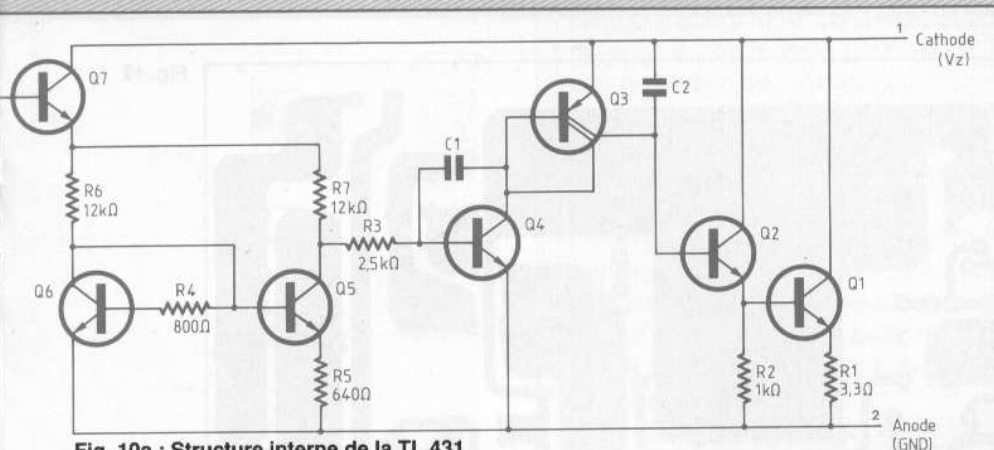 1
Cathode
(Vz)
Q7
Q3
C2
C1
R6
12kΩ
R7
12kΩ
R3
2,5kΩ
Q4
Q2
Q6
R4
800Ω
Q5
Q1
R5
640Ω
R2
1kΩ
R1
3,3Ω
2
Anode
(GND)
Fig. 10a : Structure interne de la TL 431